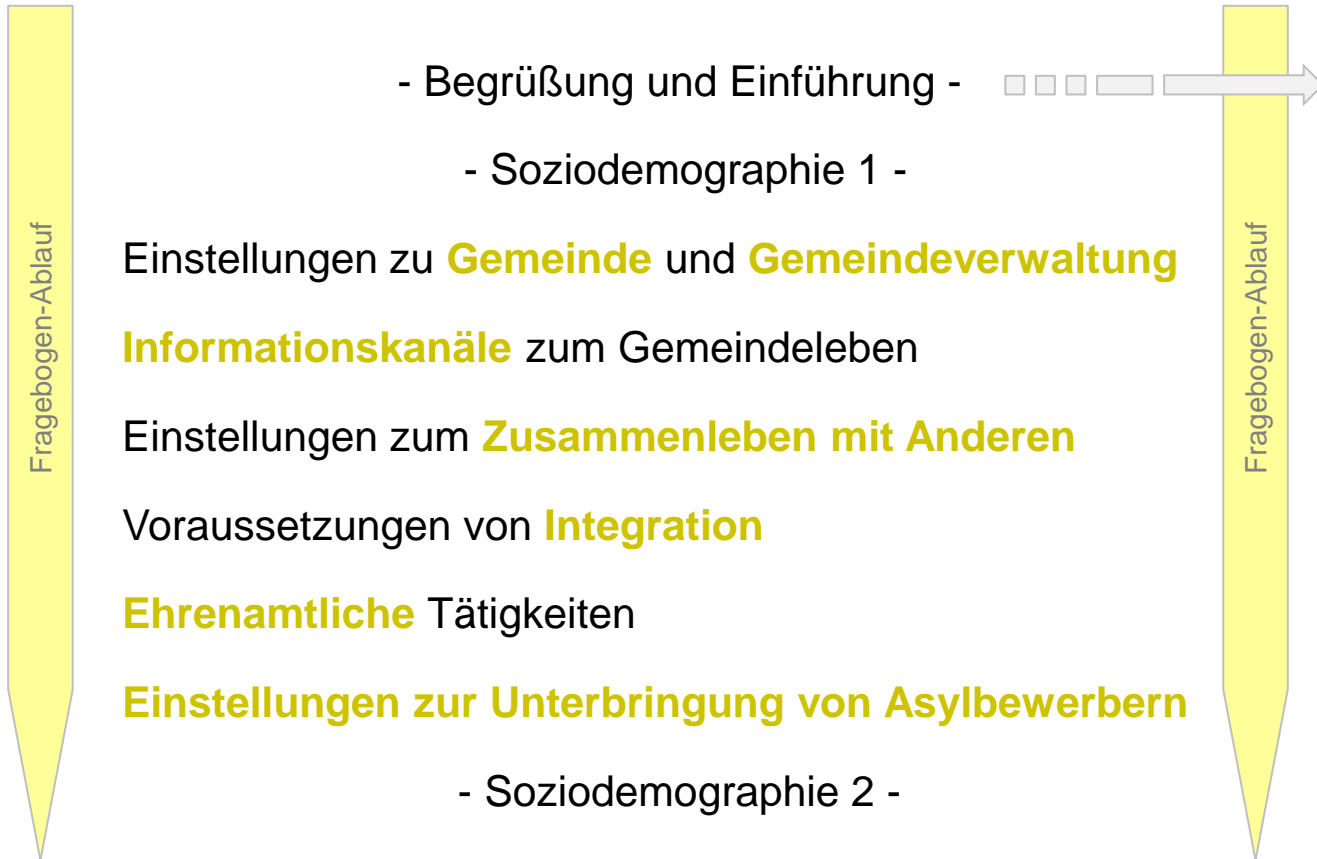 Fragebogen-Ablauf
- Begrüßung und Einführung -
- Soziodemographie 1 -
Einstellungen zu Gemeinde und Gemeindeverwaltung
Informationskanäle zum Gemeindeleben
Einstellungen zum Zusammenleben mit Anderen
Voraussetzungen von Integration
Ehrenamtliche Tätigkeiten
Einstellungen zur Unterbringung von Asylbewerbern
- Soziodemographie 2 -
Fragebogen-Ablauf